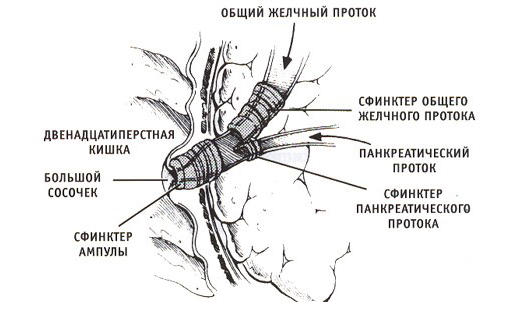 ОБЩИЙ ЖЕЛЧНЫЙ ПРОТОК
СФИНКТЕР ОБЩЕГО
ЖЕЛЧНОГО ПРОТОКА
ДВЕНАДЦАТИПЕРСТНАЯ
КИШКА
ПАНКРЕАТИЧЕСКИЙ
ПРОТОК
БОЛЬШОЙ
СОСОЧЕК
СФИНКТЕР
ПАНКРЕАТИЧЕСКОГО
ПРОТОКА
СФИНКТЕР
АМПУЛЫ